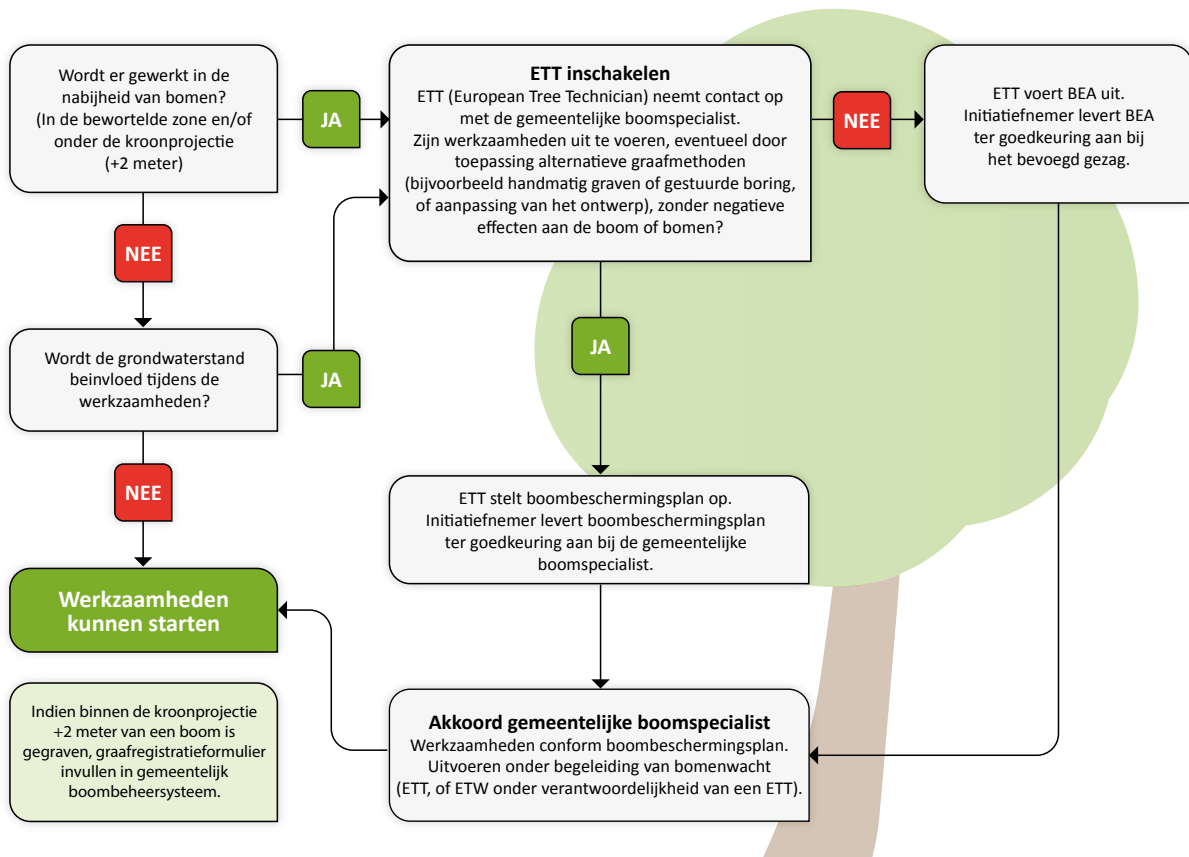 Wordt er gewerkt in de
nabijheid van bomen?
(In de bewortelde zone en/of
onder de kroonprojectie
(+2 meter)
JA
ETT inschakelen
ETT (European Tree Technician) neemt contact op
met de gemeentelijke boomspecialist.
Zijn werkzaamheden uit te voeren, eventueel door
toepassing alternatieve graafmethoden
(bijvoorbeeld handmatig graven of gestuurde boring,
of aanpassing van het ontwerp), zonder negatieve
effecten aan de boom of bomen?
NEE
ETT voert BEA uit.
Initiatiefnemer levert BEA
ter goedkeuring aan bij
het bevoegd gezag.
NEE
Wordt de grondwaterstand
beinvloed tijdens de
werkzaamheden?
JA
JA
NEE
ETT stelt boombeschermingsplan op.
Initiatiefnemer levert boombeschermingsplan
ter goedkeuring aan bij de gemeentelijke
boomspecialist.
Werkzaamheden
kunnen starten
Indien binnen de kroonprojectie
+2 meter van een boom is
gegraven, graafregistratieformulier
invullen in gemeentelijk
boombeheersysteem.
Akkoord gemeentelijke boomspecialist
Werkzaamheden conform boombeschermingsplan.
Uitvoeren onder begeleiding van bomenwacht
(ETT, of ETW onder verantwoordelijkheid van een ETT).